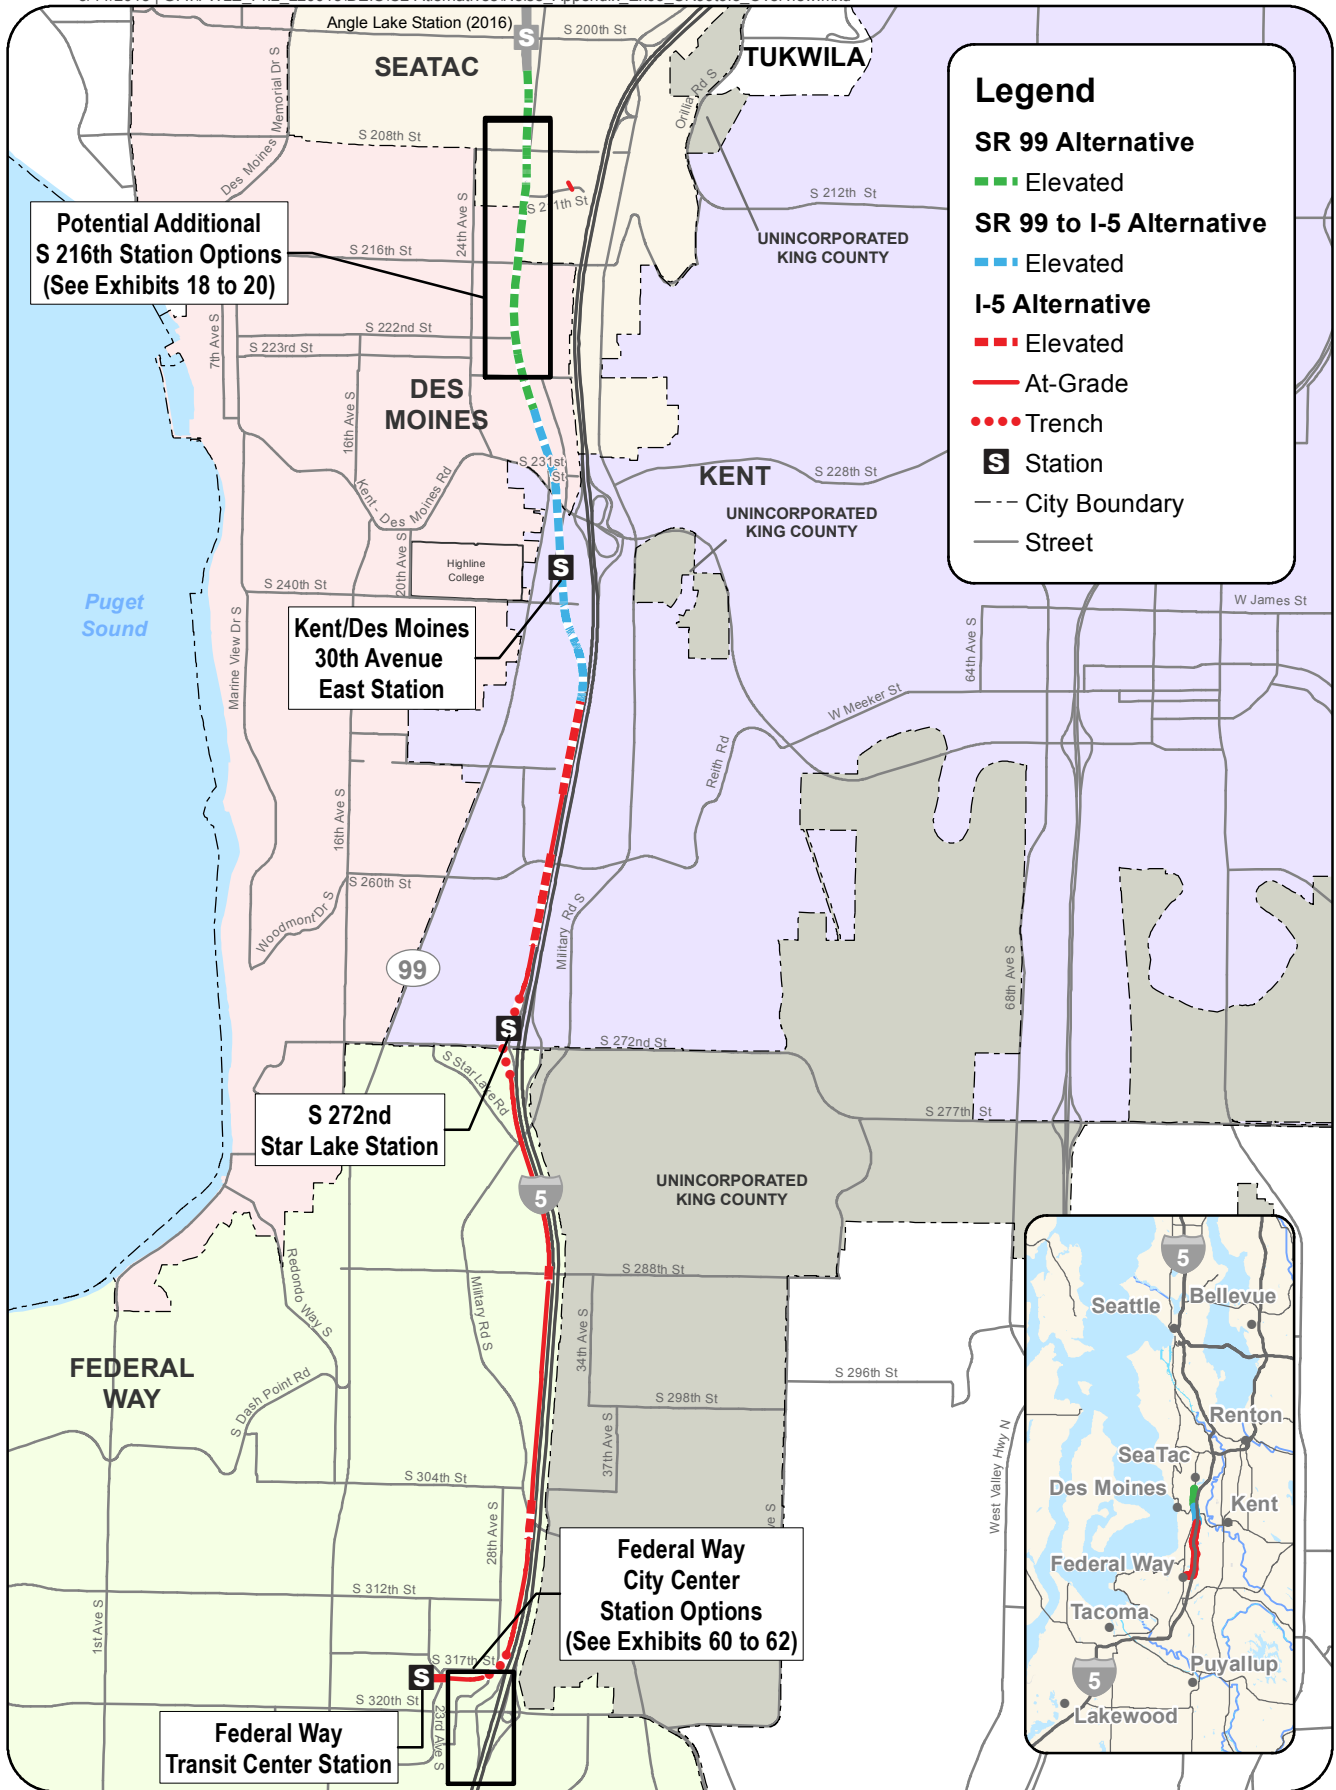 Angle Lake Station (2016)
S
S 200th St
SEATAC
TUKWILA
Orillia Rd S
Des Moines Memorial Dr S
S 208th St
24th Ave S
S 211th St
S 212th St
UNINCORPORATED
KING COUNTY
Potential Additional
S 216th Station Options
(See Exhibits 18 to 20)
S 216th St
7th Ave S
S 222nd St
S 223rd St
DES
MOINES
16th Ave S
Kent - Des Moines Rd
S 231st
St
KENT
S 228th St
UNINCORPORATED
KING COUNTY
20th Ave S
Highline
College
S
S 240th St
Puget
Sound
Marine View Dr S
Kent/Des Moines
30th Avenue
East Station
W James St
64th Ave S
W Meeker St
Reith Rd
16th Ave S
S 260th St
Woodmont Dr S
Military Rd S
99
68th Ave S
S
S 272nd St
S Star Lake Rd
S 272nd
Star Lake Station
S 277th St
5
UNINCORPORATED
KING COUNTY
Redondo Way S
Military Rd S
S 288th St
34th Ave S
FEDERAL
WAY
S Dash Point Rd
S 296th St
S 298th St
37th Ave S
West Valley Hwy N
S 304th St
28th Ave S
ve S
Federal Way
City Center
Station Options
(See Exhibits 60 to 62)
S 312th St
1st Ave S
S 317th St
S
S 320th St
23rd Ave S
Federal Way
Transit Center Station
Legend
SR 99 Alternative
Elevated
SR 99 to I-5 Alternative
Elevated
I-5 Alternative
Elevated
At-Grade
Trench
S Station
City Boundary
Street
5
Seattle
Bellevue
Renton
SeaTac
Des Moines
Kent
Federal Way
Tacoma
Puyallup
5
Lakewood